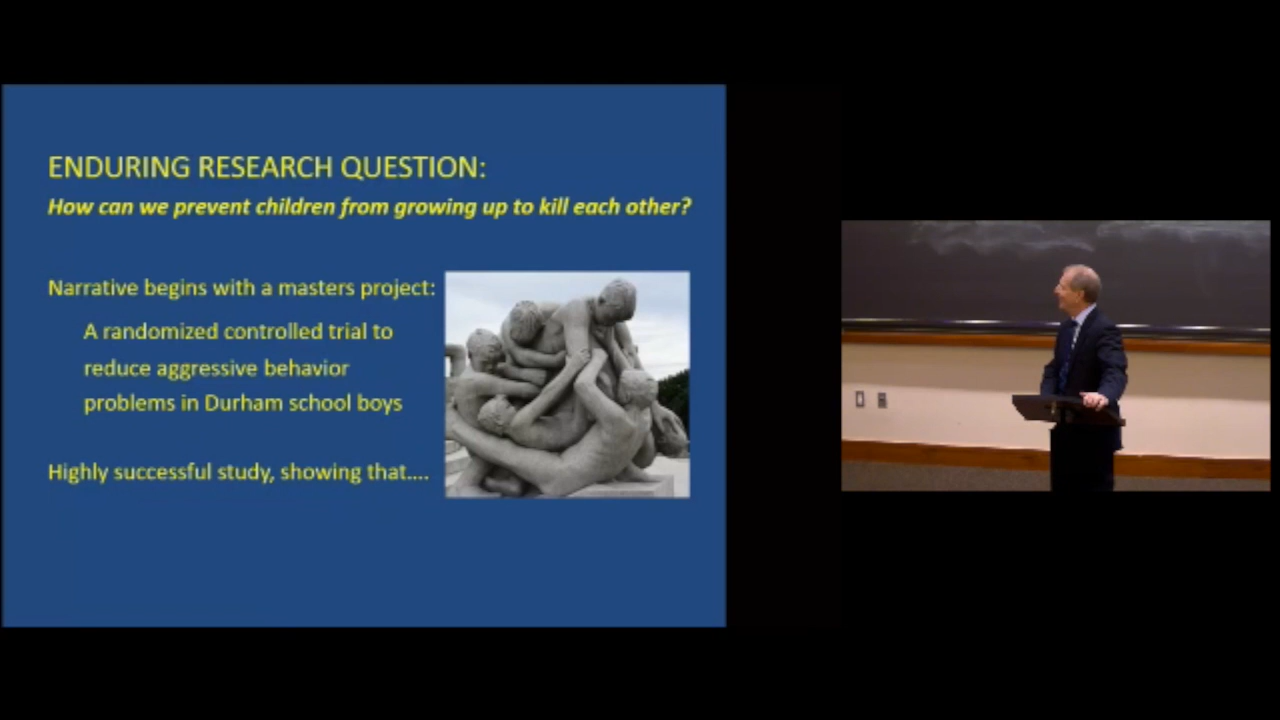 ENDURING RESEARCH QUESTION:
How can we prevent children from growing up to kill each other?
Narrative begins with a masters project:
A randomized controlled trial to
reduce aggressive behavior
problems in Durham school boys
Highly successful study, showing that....